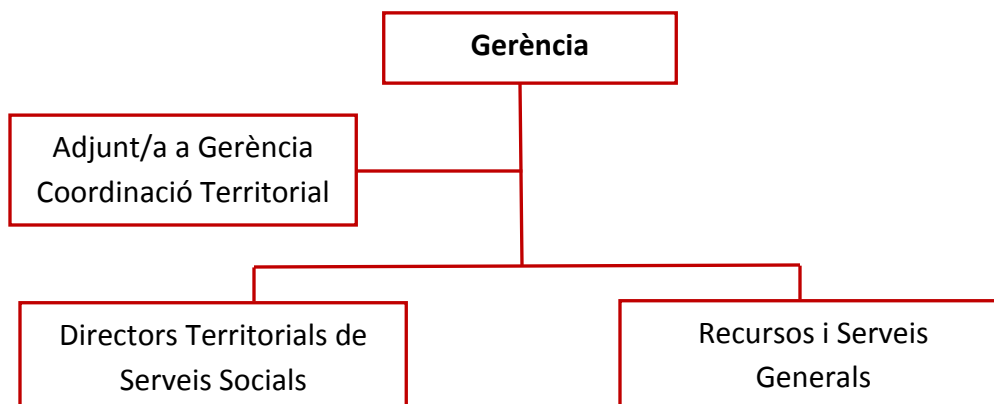 Gerència
Adjunt/a a Gerència
Coordinació Territorial
Directors Territorials de
Serveis Socials
Recursos i Serveis
Generals